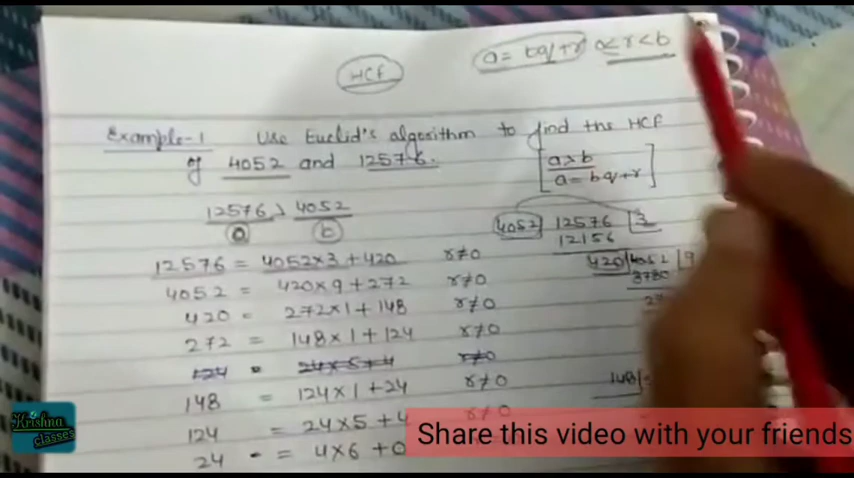 a = bq+r 0≤r<b
HCF
Example-1 Use Euclid's algorithm to find the HCF
of 4052 and 12576.
[a>b
a=bq+r]
12576 > 4052
a b
4052) 12576 (3
12156
12576 = 4052×3+420 r≠0
420) 4052 (9
3780
4052 = 420×9+272 r≠0
420 = 272×1+148 r≠0
272 = 148×1+124 r≠0
124 = 24×5+4 r≠0
148 = 124×1+24 r≠0
148
124 = 24×5+4 r≠0
24 = 4×6+0
Krishna
classes
Share this video with your friends